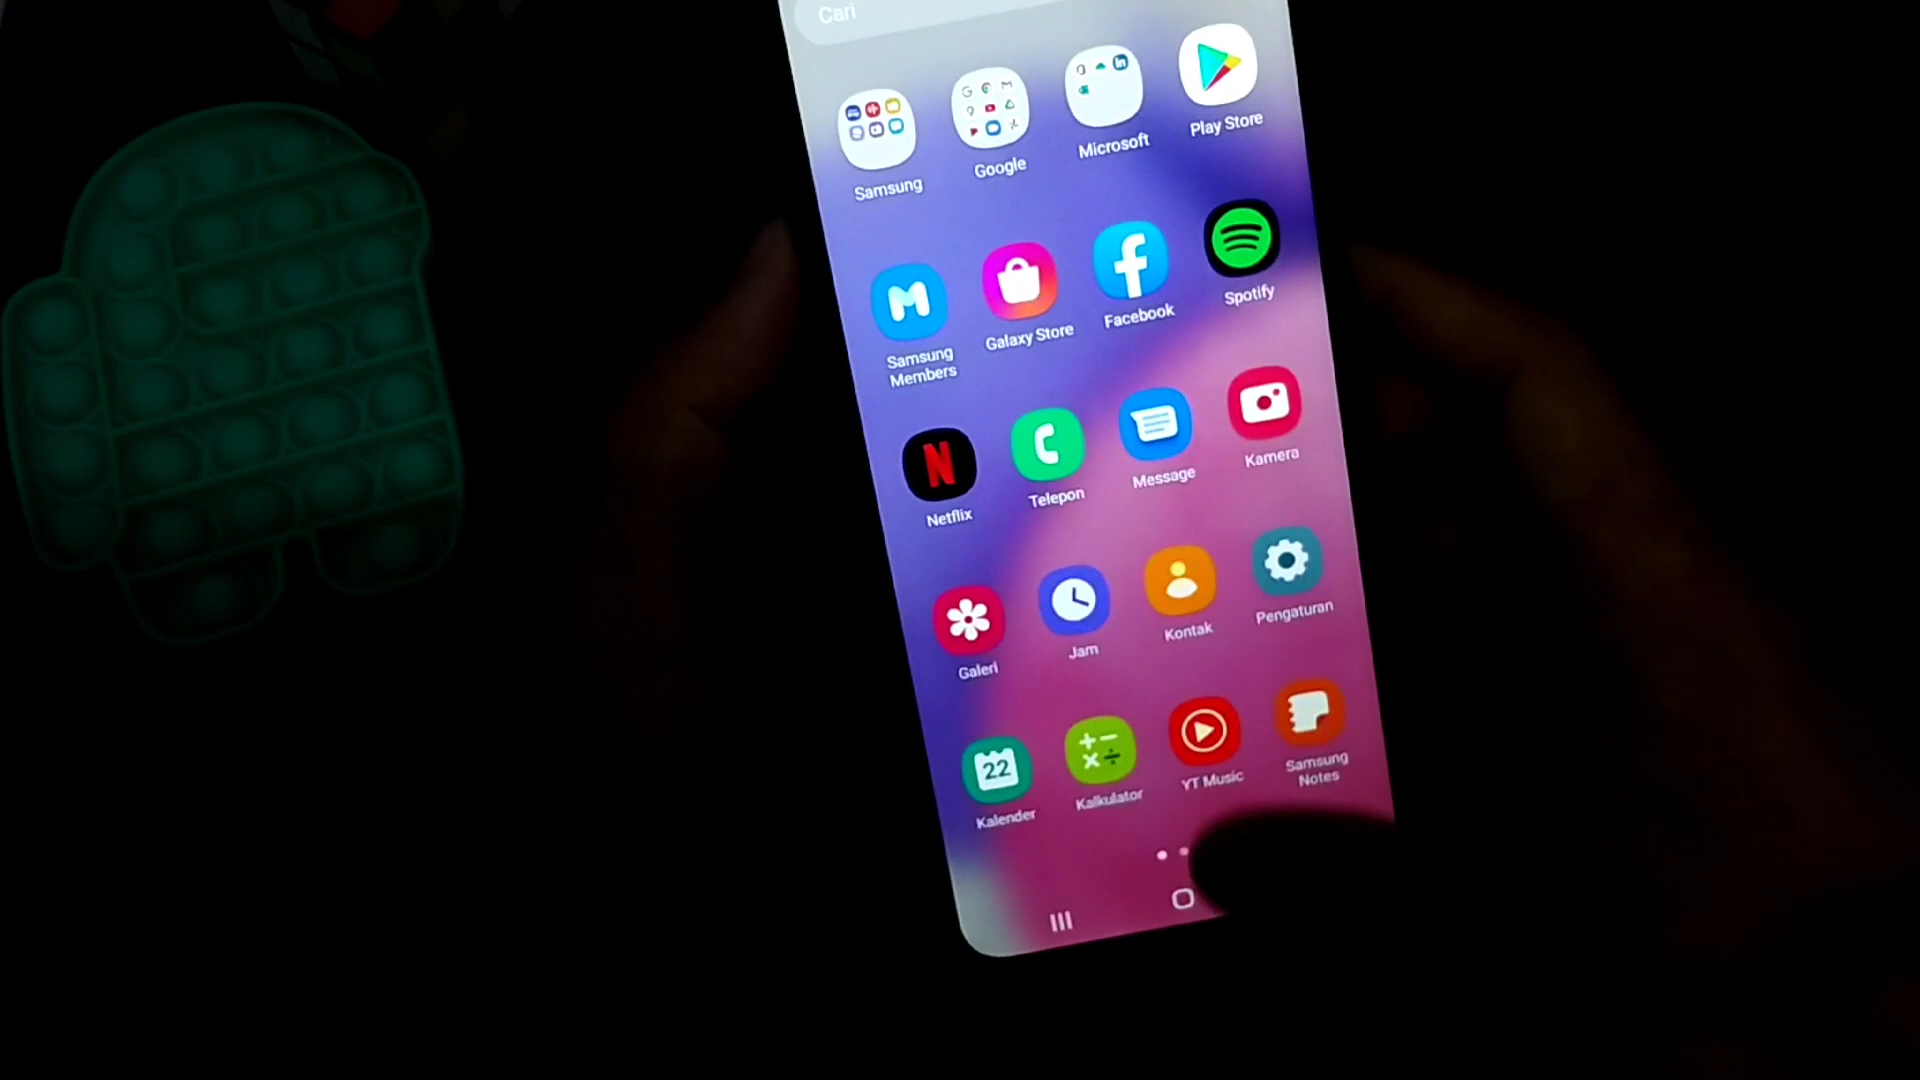 Cari
Samsung
Google
Microsoft
Play Store
Samsung
Members
Galaxy Store
Facebook
Spotify
Netflix
Telepon
Message
Kamera
Galeri
Jam
Kontak
Pengaturan
22
Kalender
Kalkulator
YT Music
Samsung
Notes